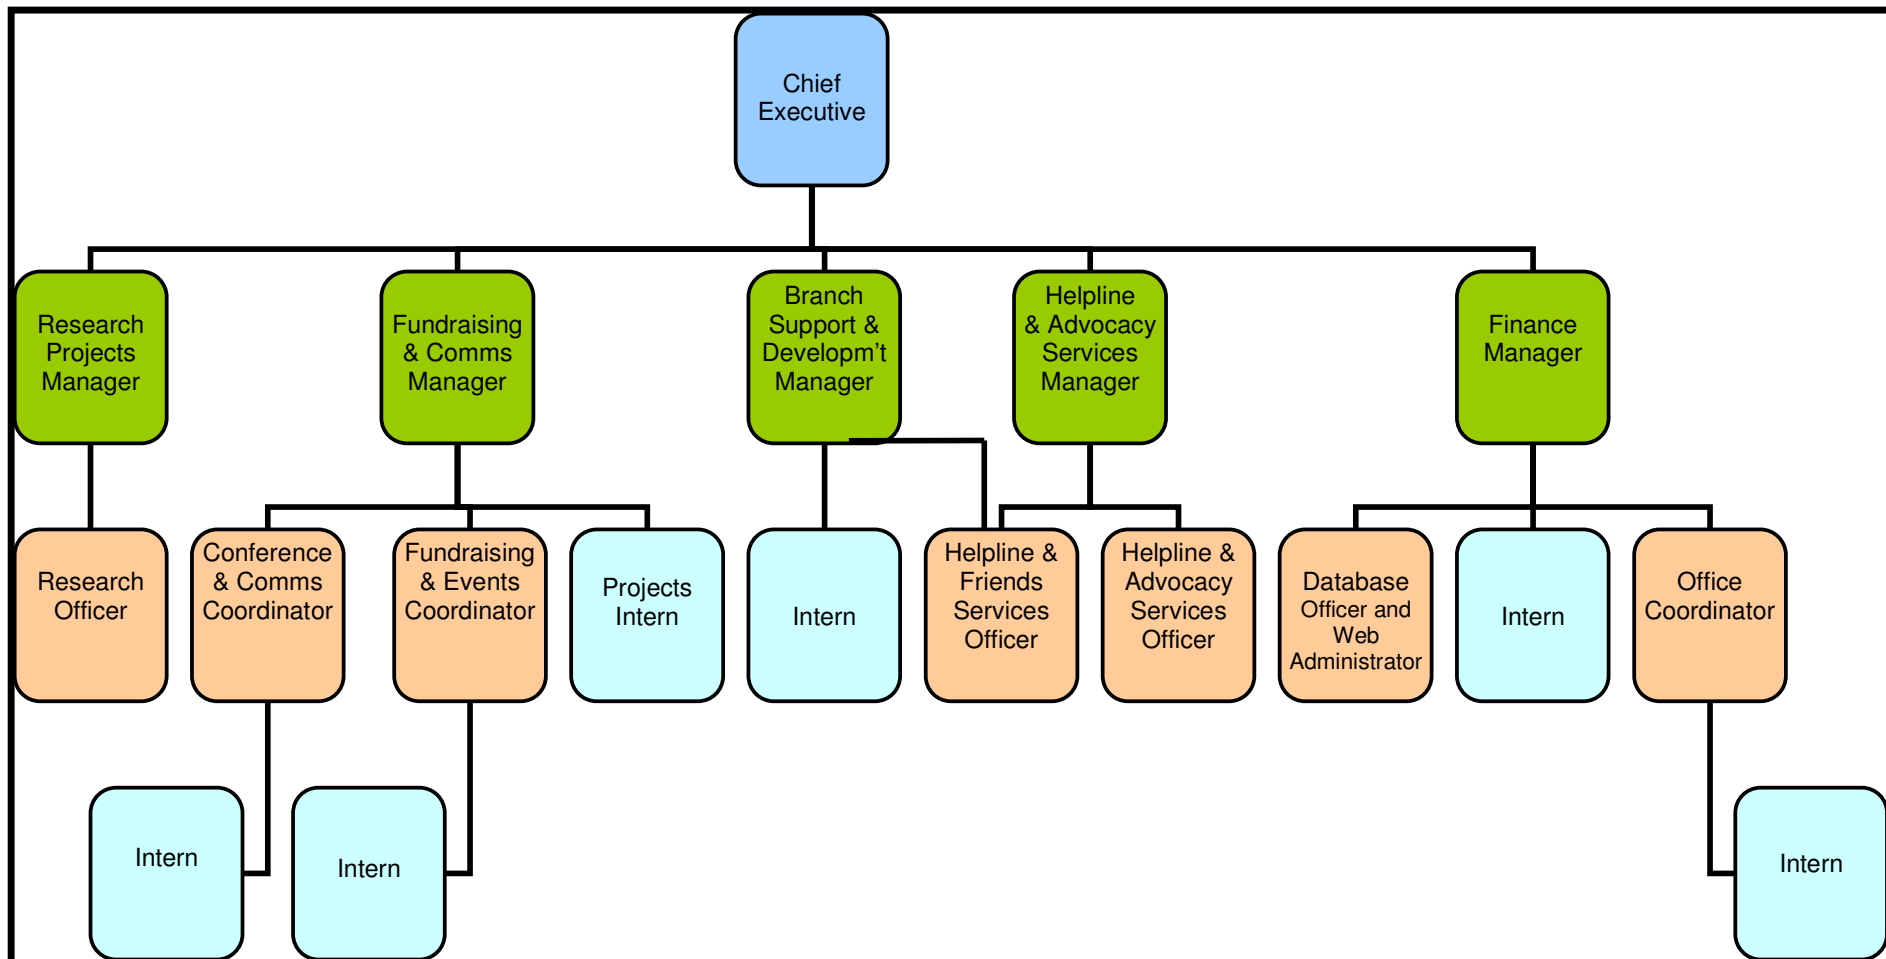 Chief
Executive
Research
Projects
Manager
Fundraising
& Comms
Manager
Branch
Support &
Developm't
Manager
Helpline
& Advocacy
Services
Manager
Finance
Manager
Research
Officer
Conference
& Comms
Coordinator
Fundraising
& Events
Coordinator
Projects
Intern
Intern
Helpline &
Friends
Services
Officer
Helpline &
Advocacy
Services
Officer
Database
Officer and
Web
Administrator
Intern
Office
Coordinator
Intern
Intern
Intern